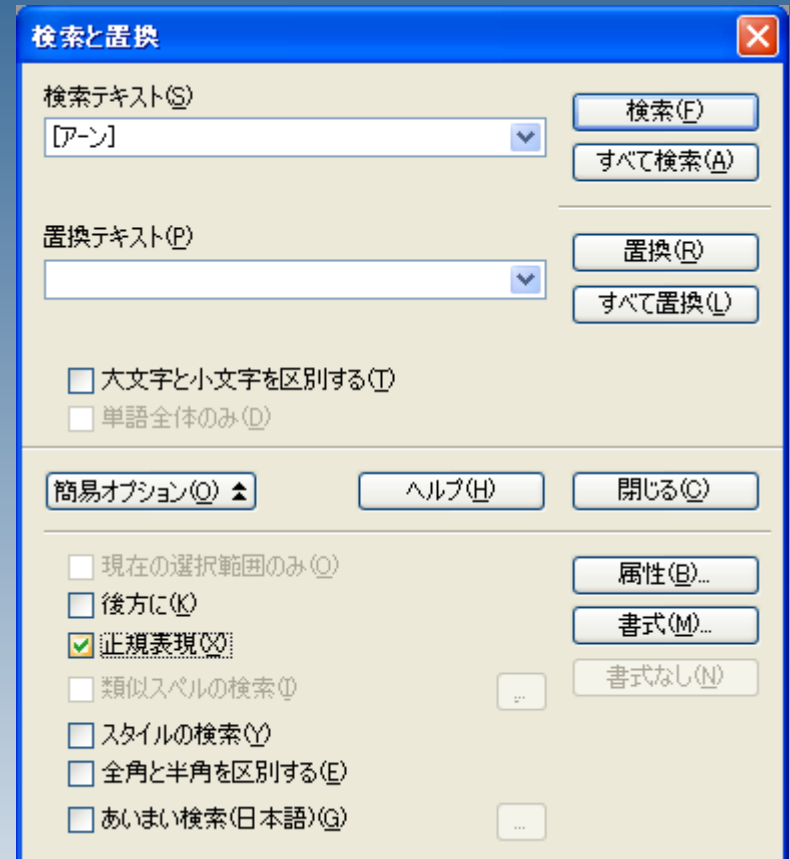 検索と置換
検索テキスト(S)
[ア-ン]
検索(F)
すべて検索(A)
置換テキスト(P)
置換(R)
すべて置換(L)
大文字と小文字を区別する(T)
単語全体のみ(D)
簡易オプション(O)
ヘルプ(H)
閉じる(C)
現在の選択範囲のみ(O)
属性(B)...
後方に(K)
書式(M)...
正規表現(X)
書式なし(N)
類似スペルの検索(I)
...
スタイルの検索(Y)
全角と半角を区別する(E)
あいまい検索(日本語)(G)
...